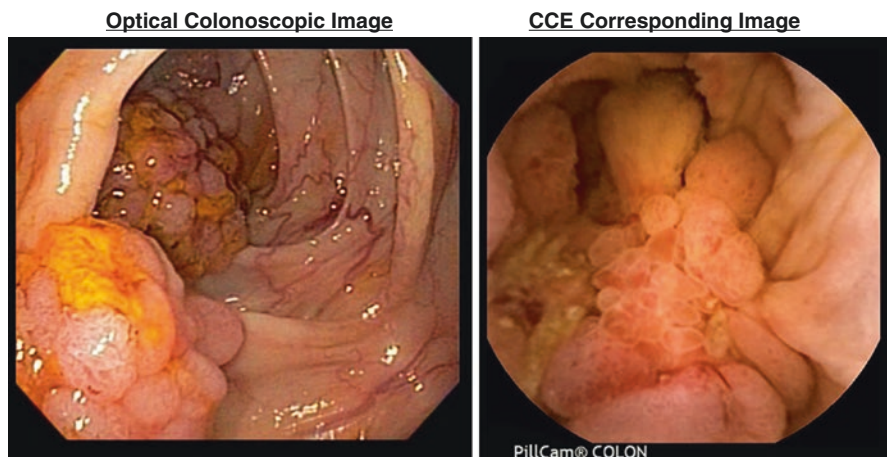 Optical Colonoscopic Image
CCE Corresponding Image
PillCam® COLON